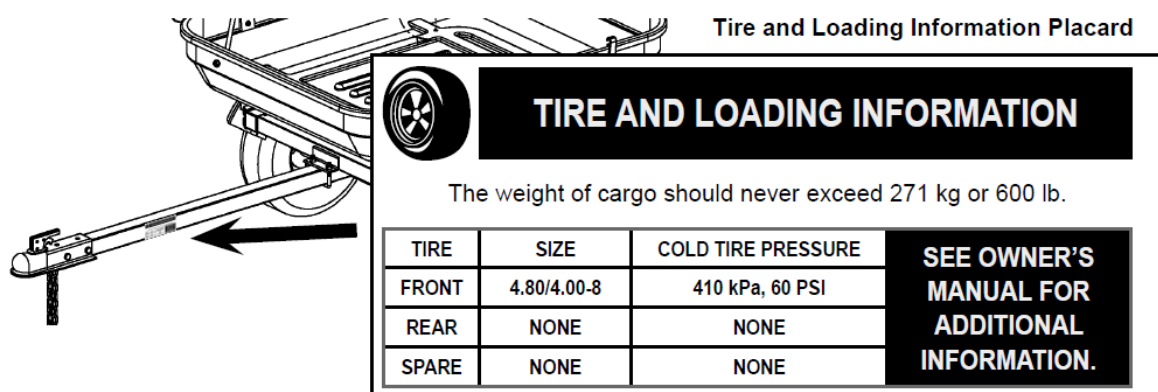 Tire and Loading Information Placard
TIRE AND LOADING INFORMATION
The weight of cargo should never exceed 271 kg or 600 lb.
TIRE SIZE COLD TIRE PRESSURE
FRONT 4.80/4.00-8 410 kPa, 60 PSI
REAR NONE NONE
SPARE NONE NONE
SEE OWNER'S
MANUAL FOR
ADDITIONAL
INFORMATION.